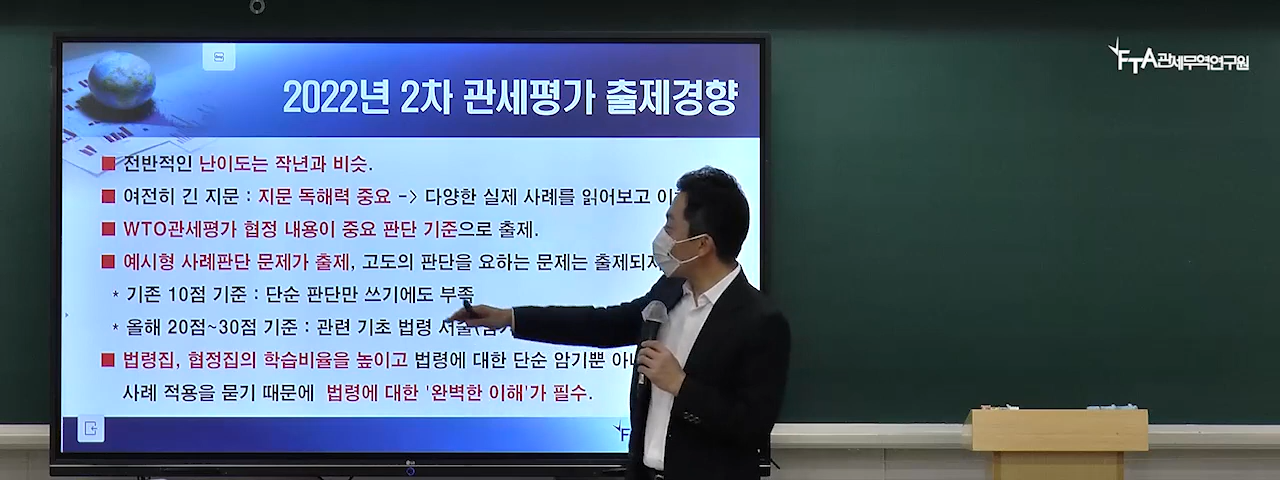 FTA관세무역연구원
2022년 2차 관세평가 출제경향
■ 전반적인 난이도는 작년과 비슷.
■ 여전히 긴 지문 : 지문 독해력 중요 -> 다양한 실제 사례를 읽어보고
■ WTO관세평가 협정 내용이 중요 판단 기준으로 출제.
■ 예시형 사례판단 문제가 출제, 고도의 판단을 요하는 문제는
* 기존 10점 기준 : 단순 판단만 쓰기에도 부족
* 올해 20점~30점 기준 : 관련 기초 법령
■ 법령집, 협정집의 학습비율을 높이고 법령에 대한 단순 암기뿐
사례 적용을 묻기 때문에 법령에 대한 '완벽한 이해'가 필수.
LG